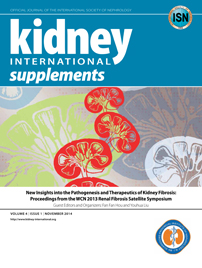 OFFICIAL JOURNAL OF THE INTERNATIONAL SOCIETY OF NEPHROLOGY
ISN
kidney
INTERNATIONAL
supplements
New Insights into the Pathogenesis and Therapeutics of Kidney Fibrosis:
Proceedings from the WCN 2013 Renal Fibrosis Satellite Symposium
Guest Editors and Organizers: Fan Fan Hou and Youhua Liu
VOLUME 4 | ISSUE 1 | NOVEMBER 2014
http://www.kidney-international.org